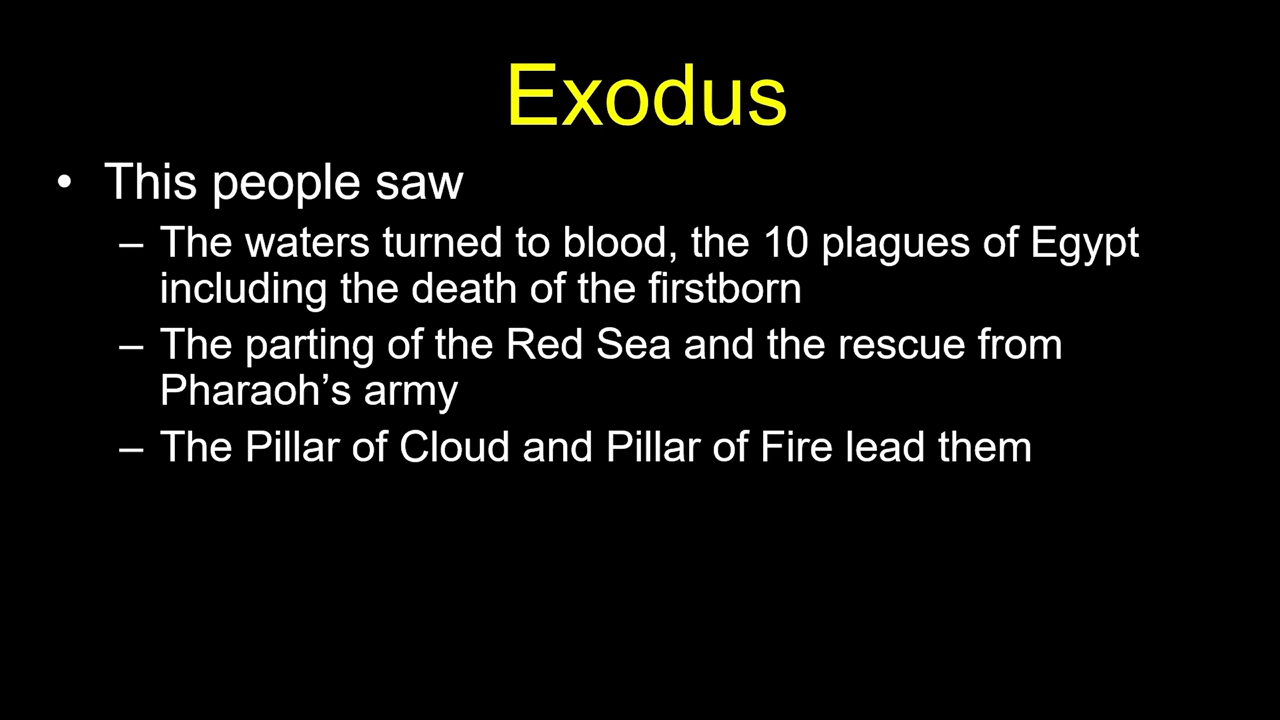 Exodus
• This people saw
– The waters turned to blood, the 10 plagues of Egypt
including the death of the firstborn
– The parting of the Red Sea and the rescue from
Pharaoh’s army
– The Pillar of Cloud and Pillar of Fire lead them